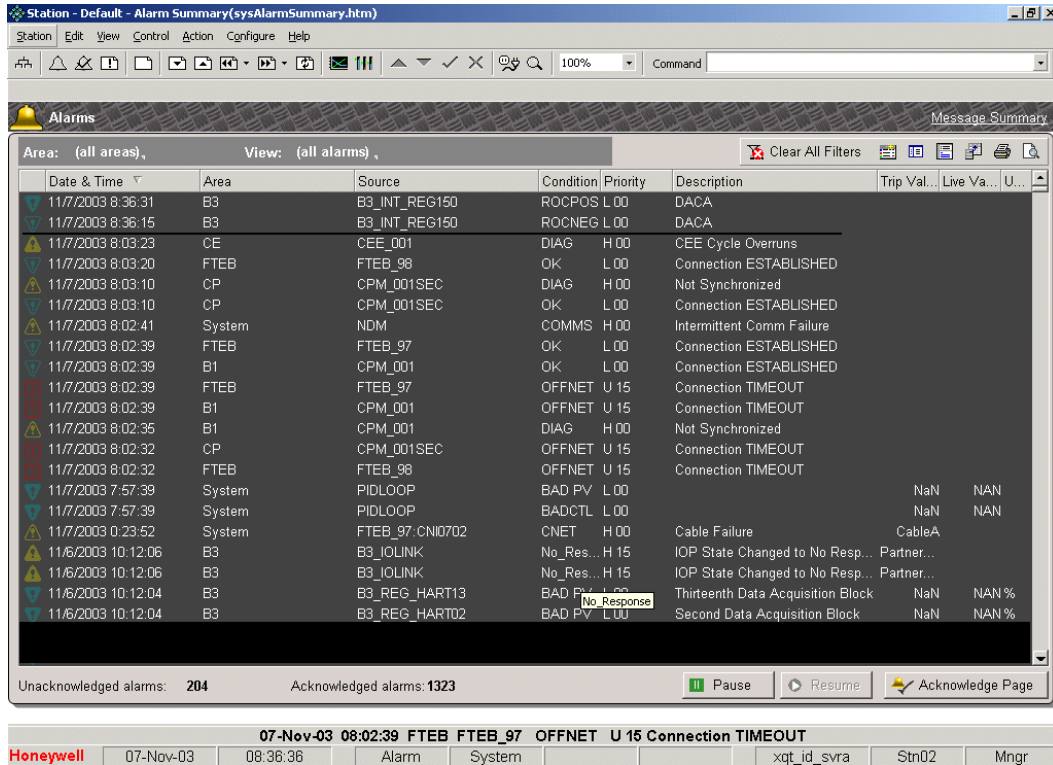 Station - Default - Alarm Summary(sysAlarmSummary.htm)
Station Edit View Control Action Configure Help
100% Command
Alarms Message Summary
Area: (all areas), View: (all alarms) , Clear All Filters
Date & Time Area Source Condition Priority Description Trip Val... Live Va... U...
11/7/2003 8:36:31 B3 B3_INT_REG150 ROCPOS L 00 DACA
11/7/2003 8:36:15 B3 B3_INT_REG150 ROCNEG L 00 DACA
11/7/2003 8:03:23 CE CEE_001 DIAG H 00 CEE Cycle Overruns
11/7/2003 8:03:20 FTEB FTEB_98 OK L 00 Connection ESTABLISHED
11/7/2003 8:03:10 CP CPM_001SEC DIAG H 00 Not Synchronized
11/7/2003 8:03:10 CP CPM_001SEC OK L 00 Connection ESTABLISHED
11/7/2003 8:02:41 System NDM COMMS H 00 Intermittent Comm Failure
11/7/2003 8:02:39 FTEB FTEB_97 OK L 00 Connection ESTABLISHED
11/7/2003 8:02:39 B1 CPM_001 OK L 00 Connection ESTABLISHED
11/7/2003 8:02:39 FTEB FTEB_97 OFFNET U 15 Connection TIMEOUT
11/7/2003 8:02:39 B1 CPM_001 OFFNET U 15 Connection TIMEOUT
11/7/2003 8:02:35 B1 CPM_001 DIAG H 00 Not Synchronized
11/7/2003 8:02:32 CP CPM_001SEC OFFNET U 15 Connection TIMEOUT
11/7/2003 8:02:32 FTEB FTEB_98 OFFNET U 15 Connection TIMEOUT
11/7/2003 7:57:39 System PIDLOOP BAD PV L 00 NaN NAN
11/7/2003 7:57:39 System PIDLOOP BADCTL L 00 NaN NAN
11/7/2003 0:23:52 System FTEB_97:CNI0702 CNET H 00 Cable Failure CableA
11/6/2003 10:12:06 B3 B3_IOLINK No_Res... H 15 IOP State Changed to No Resp... Partner...
11/6/2003 10:12:06 B3 B3_IOLINK No_Res... H 15 IOP State Changed to No Resp... Partner...
11/6/2003 10:12:04 B3 B3_REG_HART13 BAD Thirteenth Data Acquisition Block NaN NAN %
No_Response
11/6/2003 10:12:04 B3 B3_REG_HART02 BAD PV L 00 Second Data Acquisition Block NaN NAN %
Unacknowledged alarms: 204 Acknowledged alarms: 1323 Pause Resume Acknowledge Page
07-Nov-03 08:02:39 FTEB FTEB_97 OFFNET U 15 Connection TIMEOUT
Honeywell 07-Nov-03 08:36:36 Alarm System xqt_id_svra Stn02 Mngr